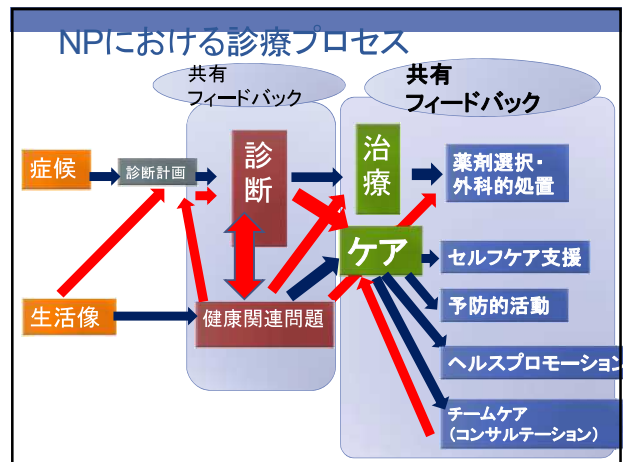 NPにおける診療プロセス
共有
フィードバック
共有
フィードバック
症候
診断計画
診
断
治
療
薬剤選択・
外科的処置
ケア
セルフケア支援
予防的活動
生活像
健康関連問題
ヘルスプロモーション
チームケア
(コンサルテーション)